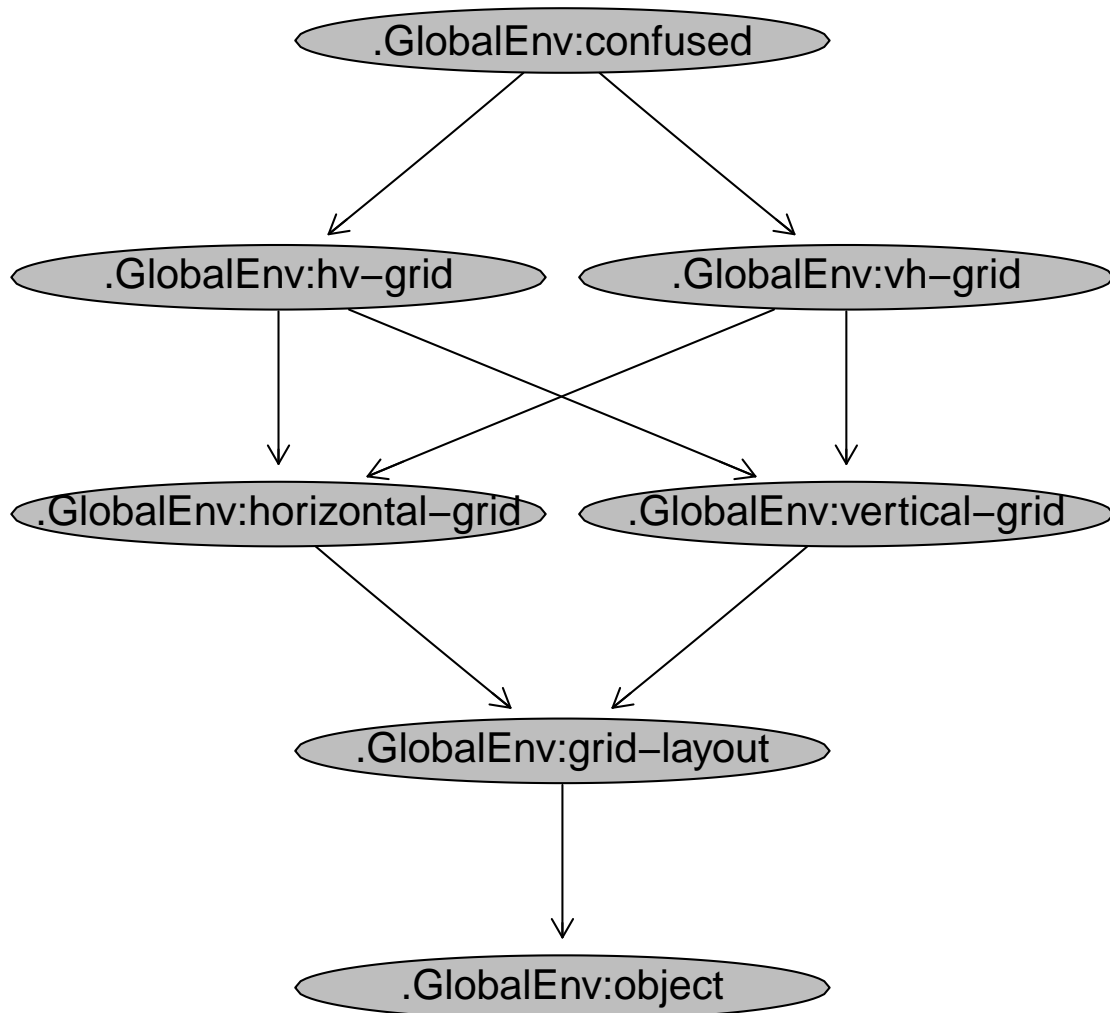 .GlobalEnv:confused
.GlobalEnv:hv−grid
.GlobalEnv:vh−grid
.GlobalEnv:horizontal−grid
.GlobalEnv:vertical−grid
.GlobalEnv:grid−layout
.GlobalEnv:object